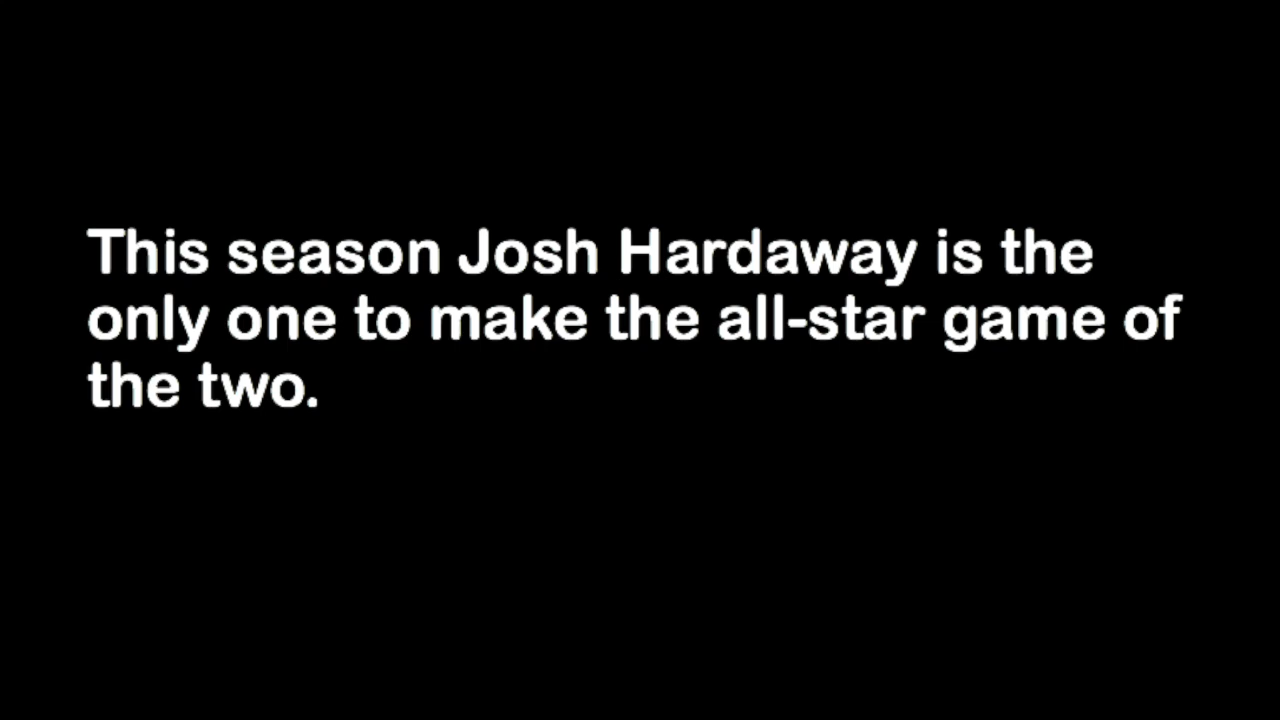 This season Josh Hardaway is the
only one to make the all-star game of
the two.